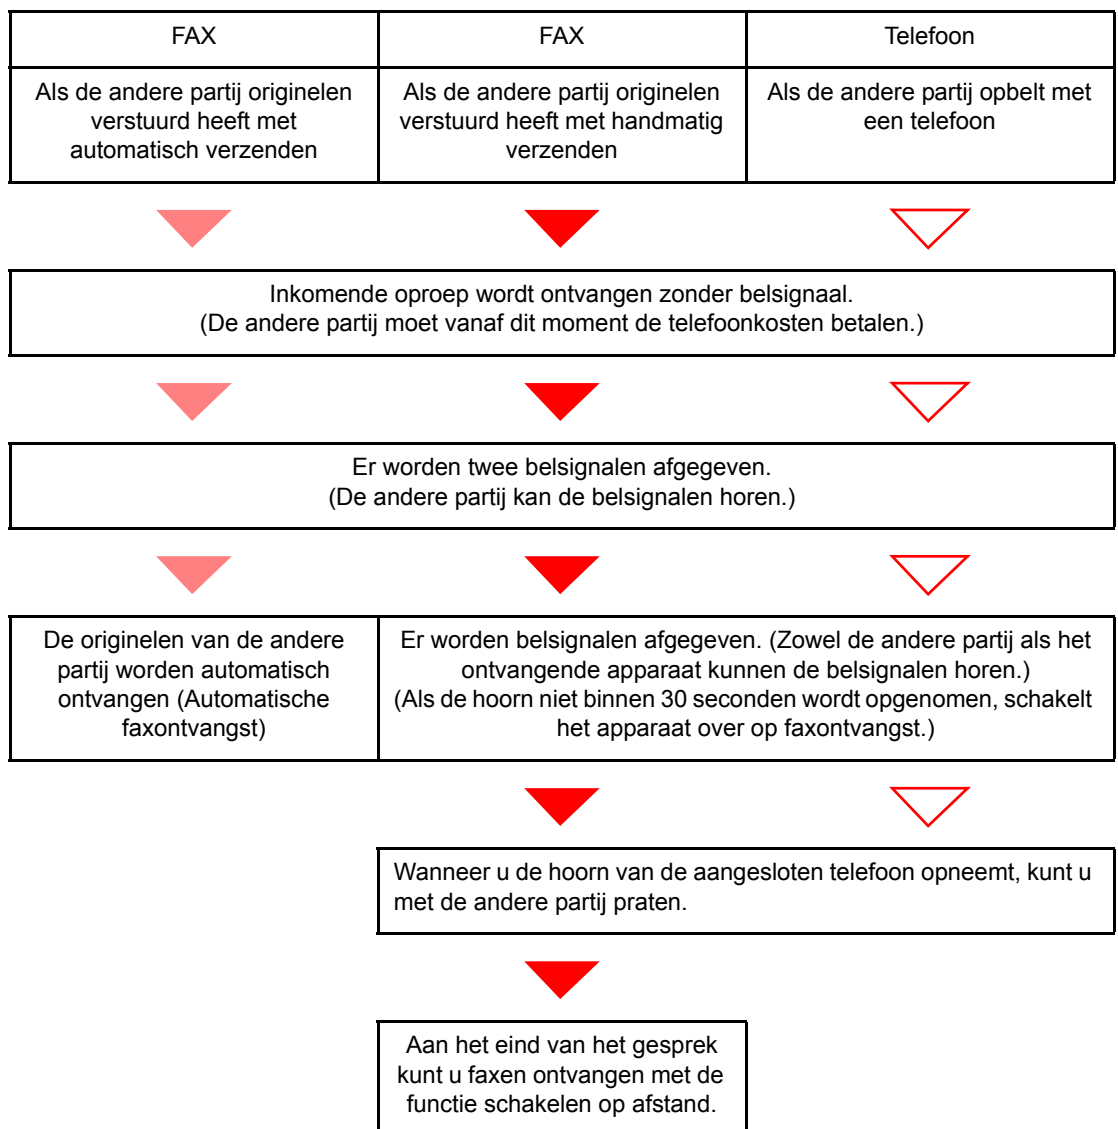 FAX
FAX
Telefoon
Als de andere partij originelen
verstuurd heeft met
automatisch verzenden
Als de andere partij originelen
verstuurd heeft met handmatig
verzenden
Als de andere partij opbelt met
een telefoon
Inkomende oproep wordt ontvangen zonder belsignaal.
(De andere partij moet vanaf dit moment de telefoonkosten betalen.)
Er worden twee belsignalen afgegeven.
(De andere partij kan de belsignalen horen.)
De originelen van de andere
partij worden automatisch
ontvangen (Automatische
faxontvangst)
Er worden belsignalen afgegeven. (Zowel de andere partij als het
ontvangende apparaat kunnen de belsignalen horen.)
(Als de hoorn niet binnen 30 seconden wordt opgenomen, schakelt
het apparaat over op faxontvangst.)
Wanneer u de hoorn van de aangesloten telefoon opneemt, kunt u
met de andere partij praten.
Aan het eind van het gesprek
kunt u faxen ontvangen met de
functie schakelen op afstand.